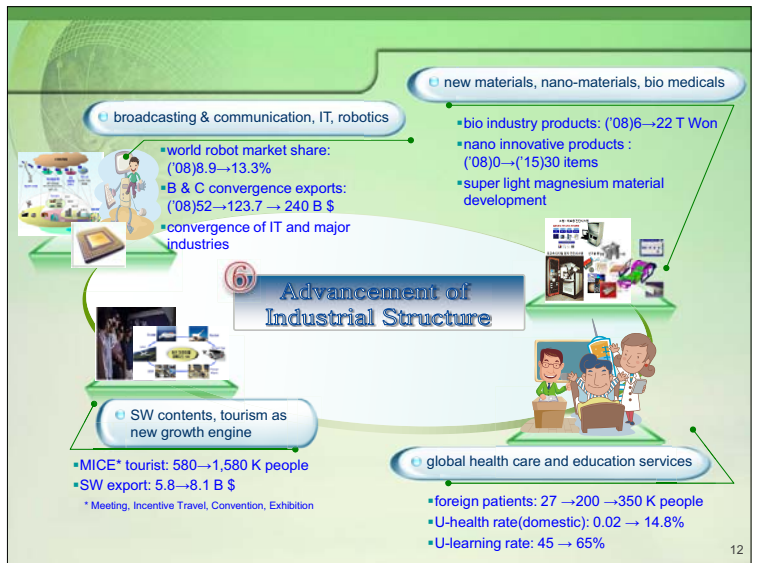 broadcasting & communication, IT, robotics
▪world robot market share:
('08)8.9→13.3%
▪B & C convergence exports:
('08)52→123.7 → 240 B $
▪convergence of IT and major
industries
new materials, nano-materials, bio medicals
▪bio industry products: ('08)6→22 T Won
▪nano innovative products :
('08)0→('15)30 items
▪super light magnesium material
development
6
Advancement of
Industrial Structure
SW contents, tourism as
new growth engine
▪MICE* tourist: 580→1,580 K people
▪SW export: 5.8→8.1 B $
* Meeting, Incentive Travel, Convention, Exhibition
global health care and education services
▪foreign patients: 27 →200 →350 K people
▪U-health rate(domestic): 0.02 → 14.8%
▪U-learning rate: 45 → 65%
12